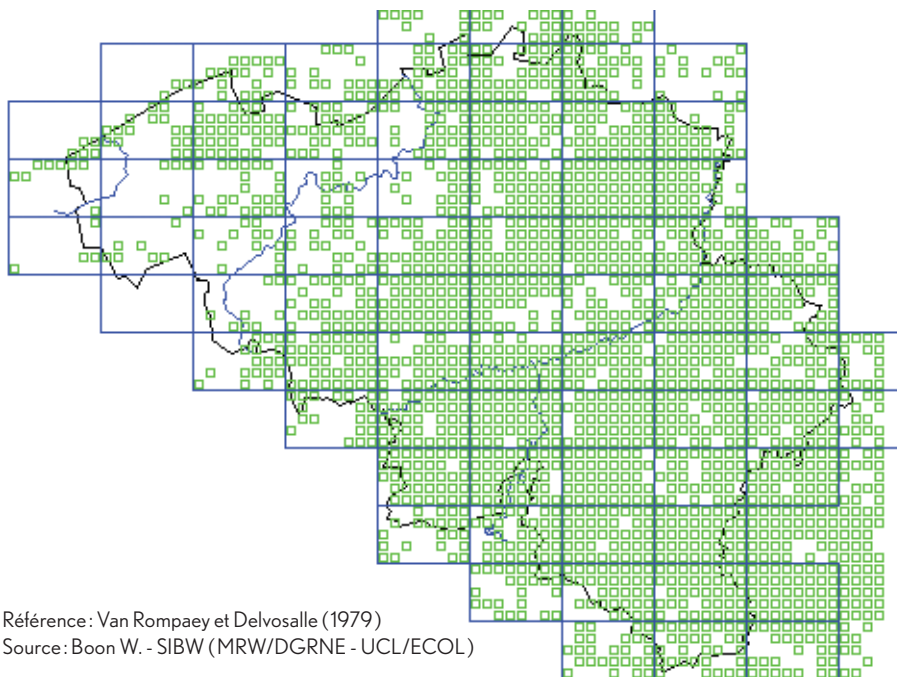 Référence : Van Rompaey et Delvosalle (1979)
Source : Boon W. - SIBW ( MRW/DGRNE - UCL/ECOL )